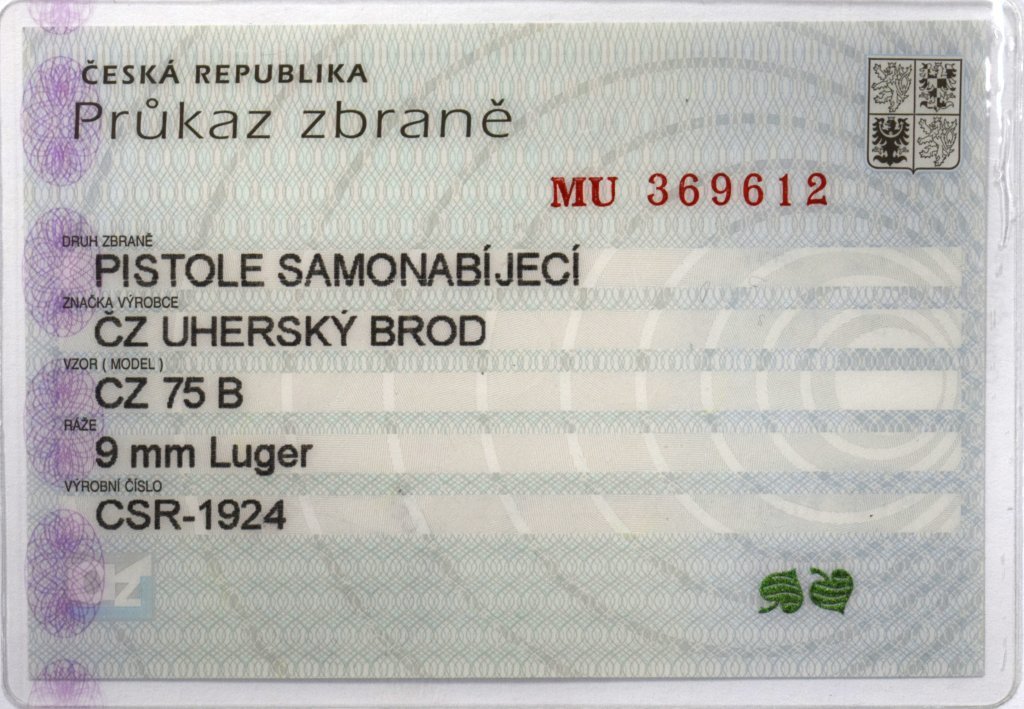 ČESKÁ REPUBLIKA
Průkaz zbraně
MU 369612
DRUH ZBRANĚ
PISTOLE SAMONABÍJECÍ
ZNAČKA VÝROBCE
ČZ UHERSKÝ BROD
VZOR ( MODEL )
CZ 75 B
RÁŽE
9 mm Luger
VÝROBNÍ ČÍSLO
CSR-1924